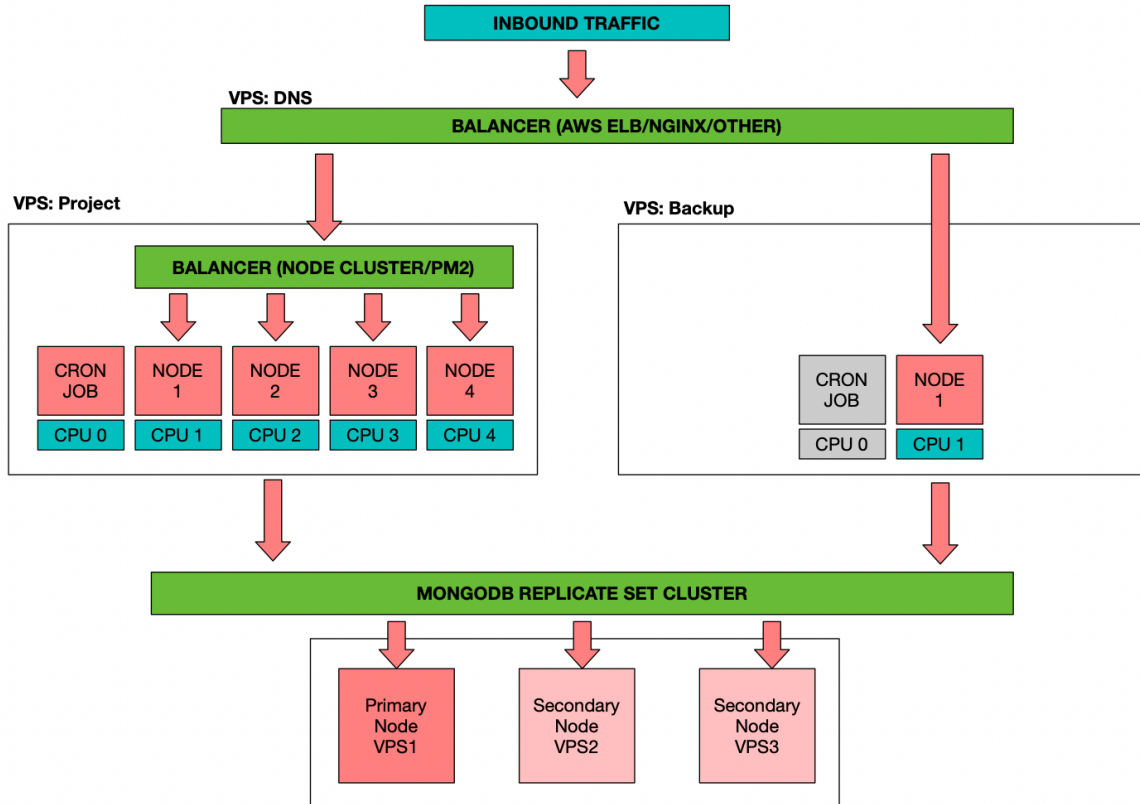 INBOUND TRAFFIC
VPS: DNS
BALANCER (AWS ELB/NGINX/OTHER)
VPS: Project
BALANCER (NODE CLUSTER/PM2)
CRON
JOB
CPU 0
NODE
1
CPU 1
NODE
2
CPU 2
NODE
3
CPU 3
NODE
4
CPU 4
VPS: Backup
CRON
JOB
CPU 0
NODE
1
CPU 1
MONGODB REPLICATE SET CLUSTER
Primary
Node
VPS1
Secondary
Node
VPS2
Secondary
Node
VPS3